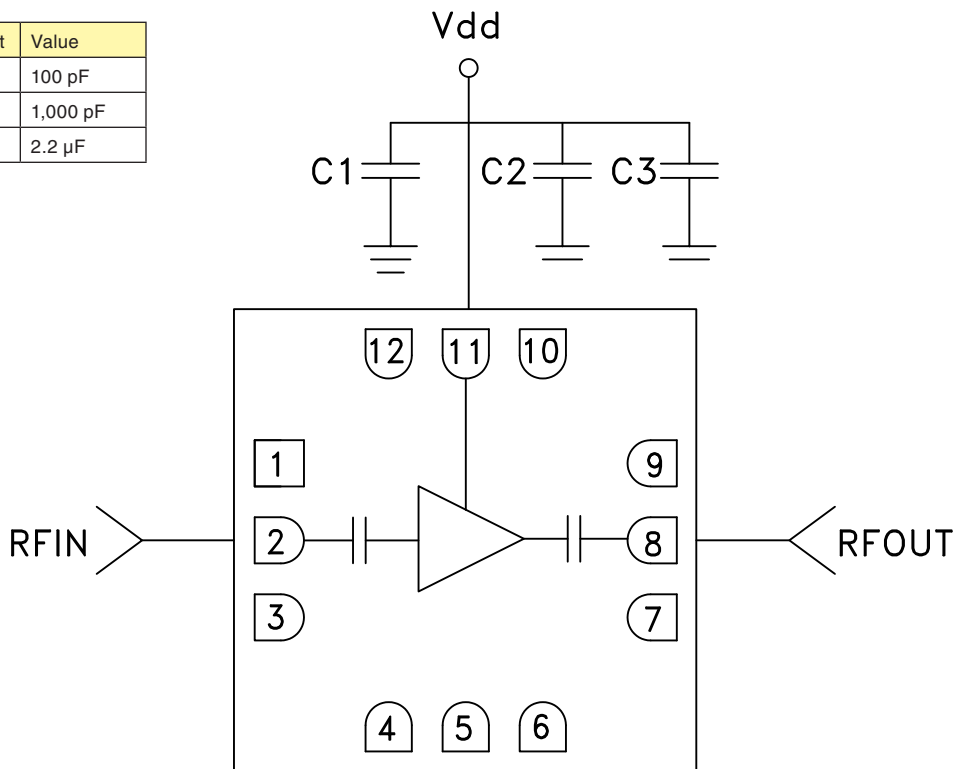 t Value
100 pF
1,000 pF
2.2 µF
Vdd
C1 C2 C3
12 11 10
1 9
RFIN 2 8 RFOUT
3 7
4 5 6